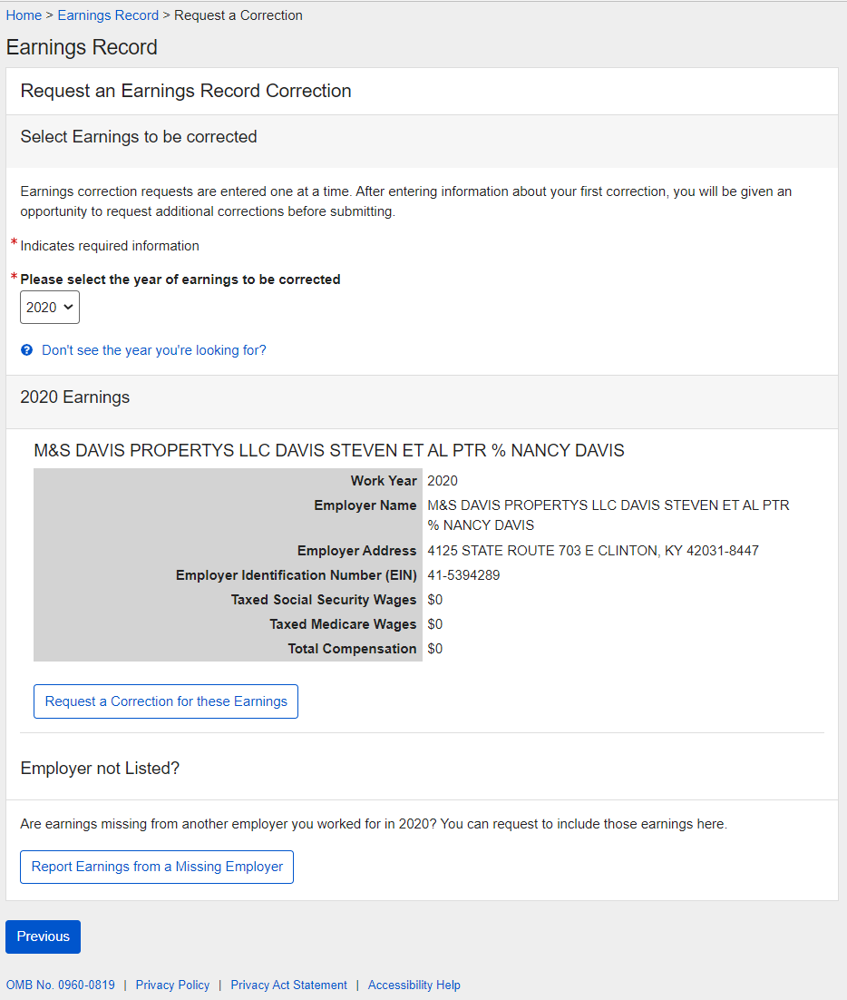 Home > Earnings Record > Request a Correction
Earnings Record
Request an Earnings Record Correction
Select Earnings to be corrected
Earnings correction requests are entered one at a time. After entering information about your first correction, you will be given an
opportunity to request additional corrections before submitting.
* Indicates required information
* Please select the year of earnings to be corrected
2020
? Don't see the year you're looking for?
2020 Earnings
M&S DAVIS PROPERTYS LLC DAVIS STEVEN ET AL PTR % NANCY DAVIS
Work Year 2020
Employer Name M&S DAVIS PROPERTYS LLC DAVIS STEVEN ET AL PTR
% NANCY DAVIS
Employer Address 4125 STATE ROUTE 703 E CLINTON, KY 42031-8447
Employer Identification Number (EIN) 41-5394289
Taxed Social Security Wages $0
Taxed Medicare Wages $0
Total Compensation $0
Request a Correction for these Earnings
Employer not Listed?
Are earnings missing from another employer you worked for in 2020? You can request to include those earnings here.
Report Earnings from a Missing Employer
Previous
OMB No. 0960-0819 | Privacy Policy | Privacy Act Statement | Accessibility Help